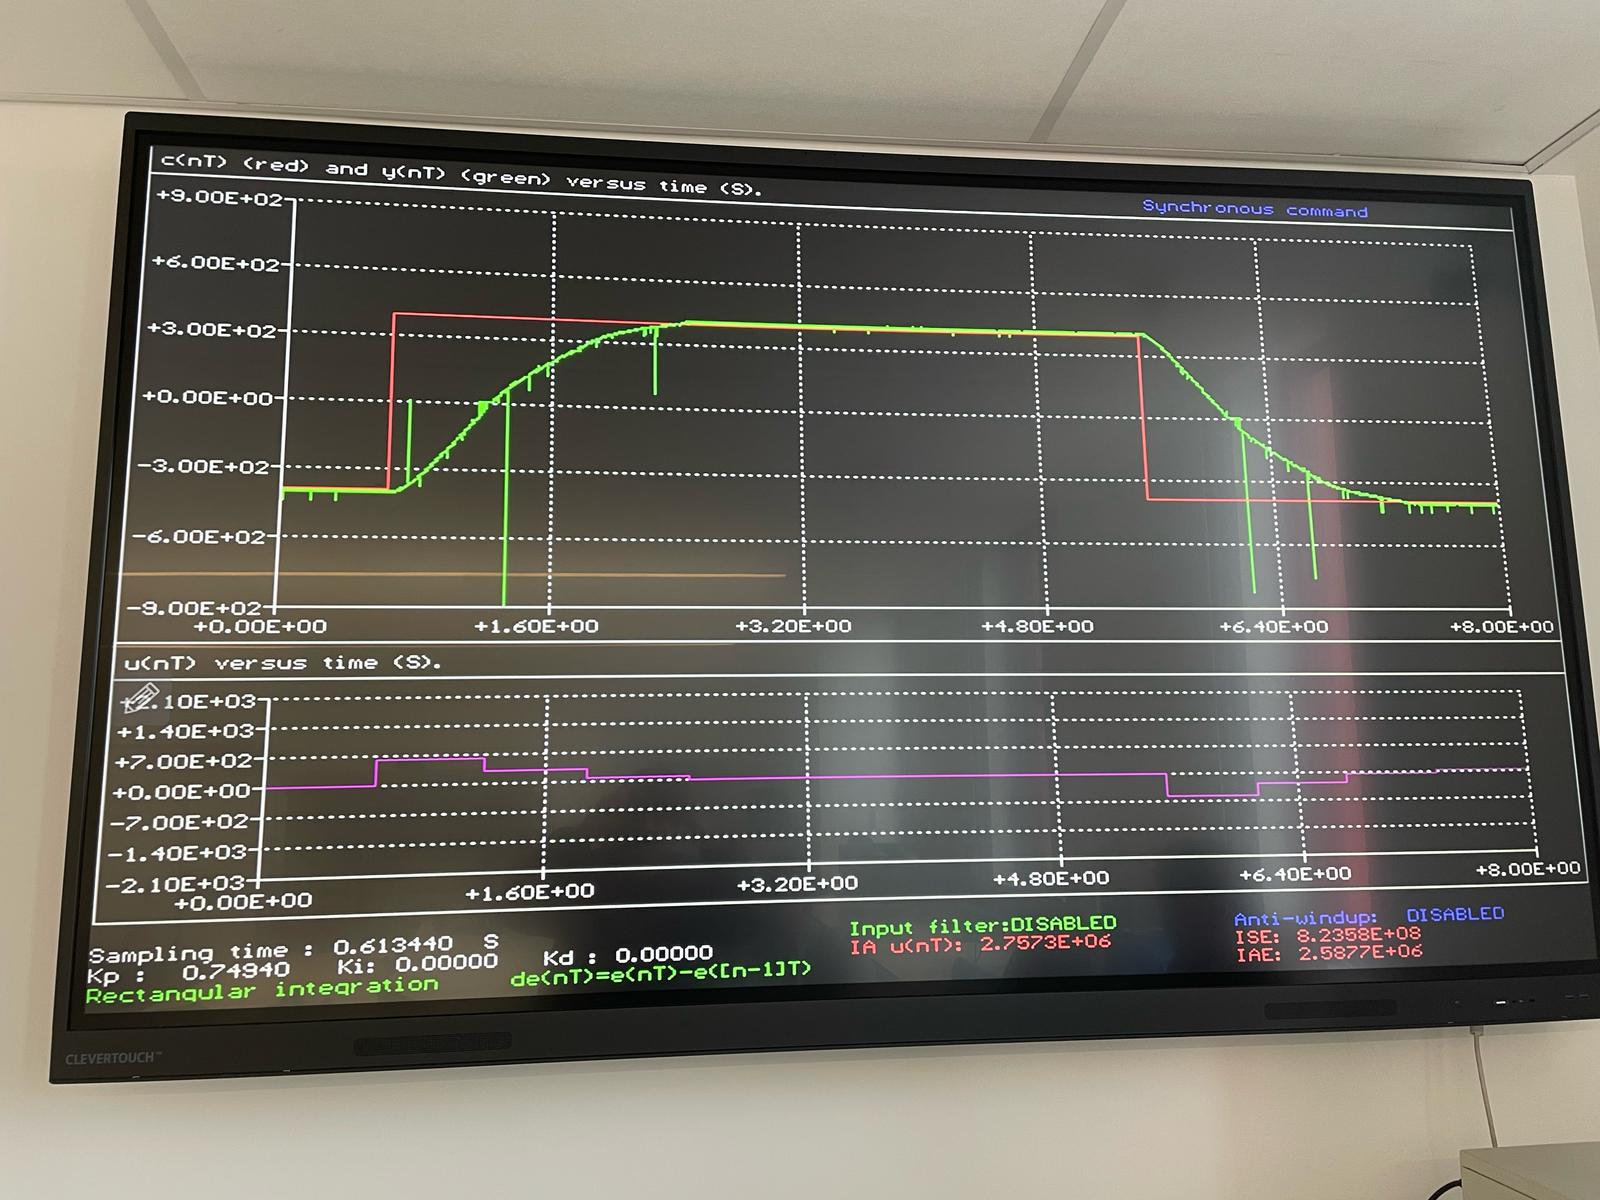 c(nT) (red) and y(nT) (green) versus time (S).
Synchronous command
+9.00E+02
+6.00E+02
+3.00E+02
+0.00E+00
-3.00E+02
-6.00E+02
-9.00E+02
+0.00E+00 +1.60E+00 +3.20E+00 +4.80E+00 +6.40E+00 +8.00E+00
u(nT) versus time (S).
.10E+03
+1.40E+03
+7.00E+02
+0.00E+00
-7.00E+02
-1.40E+03
-2.10E+03
+0.00E+00 +1.60E+00 +3.20E+00 +4.80E+00 +6.40E+00 +8.00E+00
Sampling time : 0.613440 S
Kp : 0.74940 Ki: 0.00000 Kd : 0.00000
Rectangular integration de(nT)=e(nT)-e([n-1]T)
Input filter:DISABLED
IA u(nT): 2.7573E+06
Anti-windup: DISABLED
ISE: 8.2358E+08
IAE: 2.5877E+06
CLEVERTOUCH™